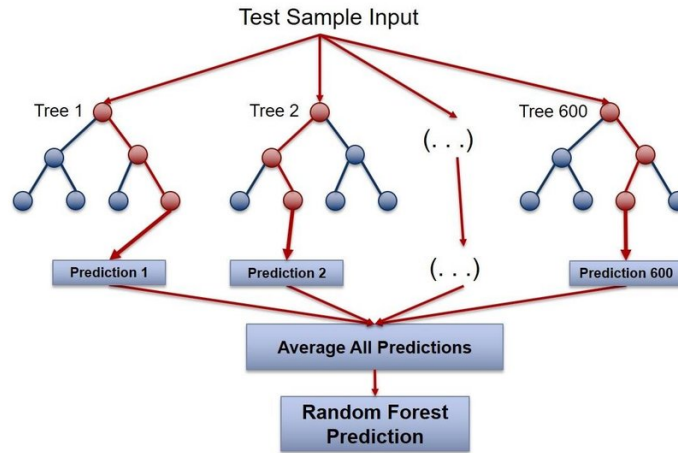 Test Sample Input
Tree 1
Tree 2
(. . .)
Tree 600
Prediction 1
Prediction 2
(. . .)
Prediction 600
Average All Predictions
Random Forest
Prediction